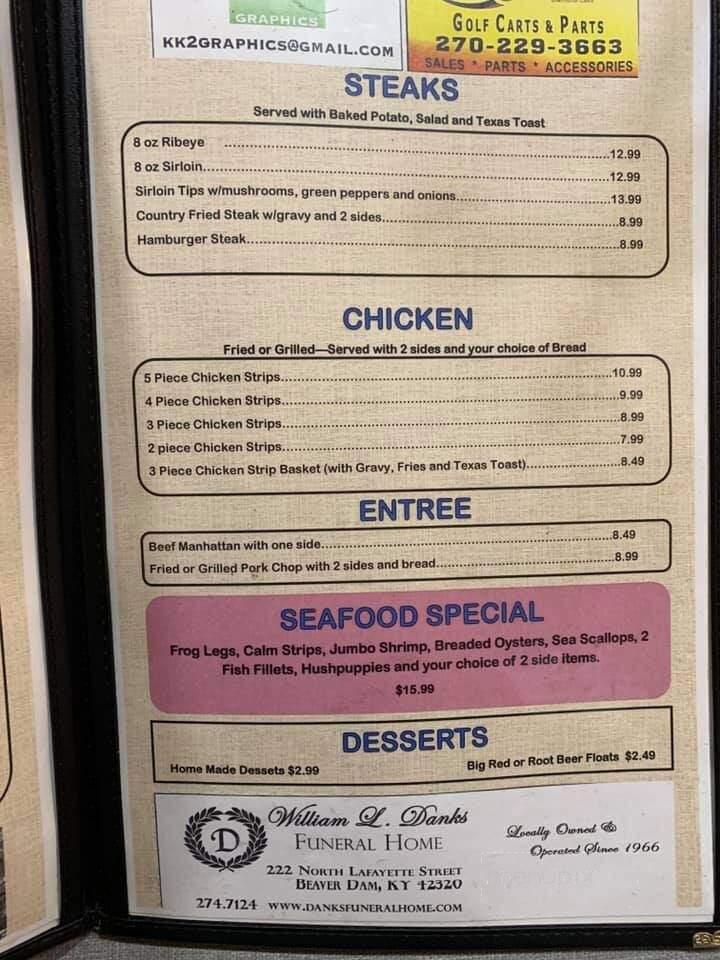 GRAPHICS
KK2GRAPHICS@GMAIL.COM
GOLF CARTS & PARTS
270-229-3663
SALES * PARTS * ACCESSORIES
STEAKS
Served with Baked Potato, Salad and Texas Toast
8 oz Ribeye ..........12.99
8 oz Sirloin..........12.99
Sirloin Tips w/mushrooms, green peppers and onions..........13.99
Country Fried Steak w/gravy and 2 sides..........8.99
Hamburger Steak..........8.99
CHICKEN
Fried or Grilled—Served with 2 sides and your choice of Bread
5 Piece Chicken Strips..........10.99
4 Piece Chicken Strips..........9.99
3 Piece Chicken Strips..........8.99
2 piece Chicken Strips..........7.99
3 Piece Chicken Strip Basket (with Gravy, Fries and Texas Toast)..........8.49
ENTREE
Beef Manhattan with one side..........8.49
Fried or Grilled Pork Chop with 2 sides and bread..........8.99
SEAFOOD SPECIAL
Frog Legs, Calm Strips, Jumbo Shrimp, Breaded Oysters, Sea Scallops, 2
Fish Fillets, Hushpuppies and your choice of 2 side items.
$15.99
DESSERTS
Home Made Dessets $2.99
Big Red or Root Beer Floats $2.49
D
William L. Danks
FUNERAL HOME
222 NORTH LAFAYETTE STREET
BEAVER DAM, KY 42320
274.7124 WWW.DANKSFUNERALHOME.COM
Locally Owned &
Operated Since 1966